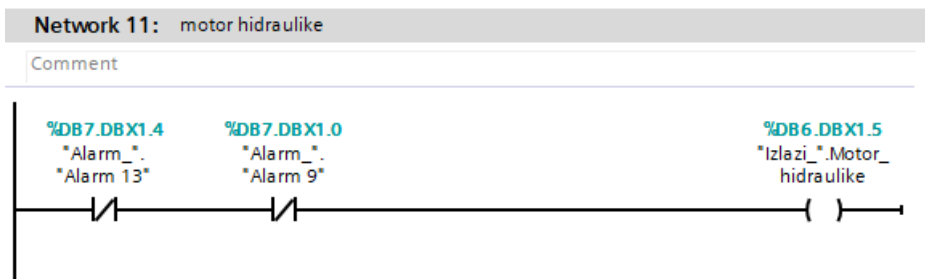 Network 11: motor hidraulike
Comment
%DB7.DBX1.4 %DB7.DBX1.0 %DB6.DBX1.5
"Alarm_". "Alarm_". "Izlazi_".Motor_
"Alarm 13" "Alarm 9" hidraulike